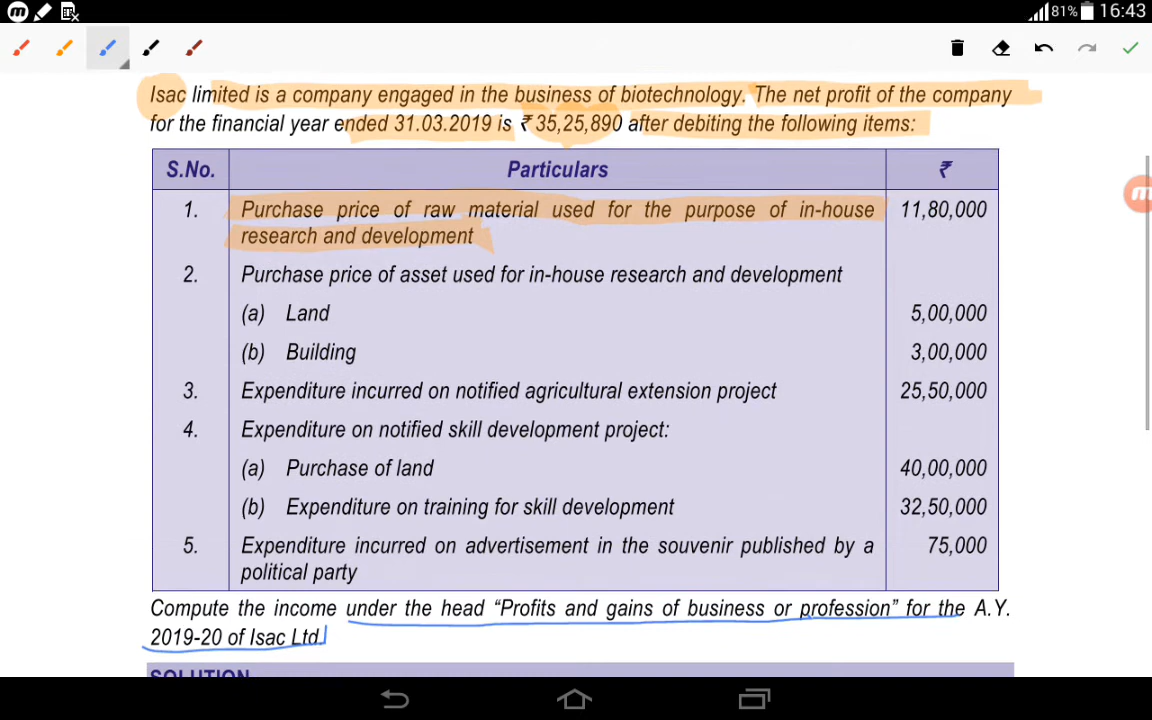 81% 16:43
Isac limited is a company engaged in the business of biotechnology. The net profit of the company
for the financial year ended 31.03.2019 is ₹ 35,25,890 after debiting the following items:
S.No. Particulars ₹
1. Purchase price of raw material used for the purpose of in-house 11,80,000
research and development
2. Purchase price of asset used for in-house research and development
(a) Land 5,00,000
(b) Building 3,00,000
3. Expenditure incurred on notified agricultural extension project 25,50,000
4. Expenditure on notified skill development project:
(a) Purchase of land 40,00,000
(b) Expenditure on training for skill development 32,50,000
5. Expenditure incurred on advertisement in the souvenir published by a 75,000
political party
Compute the income under the head “Profits and gains of business or profession” for the A.Y.
2019-20 of Isac Ltd.
SOLUTION